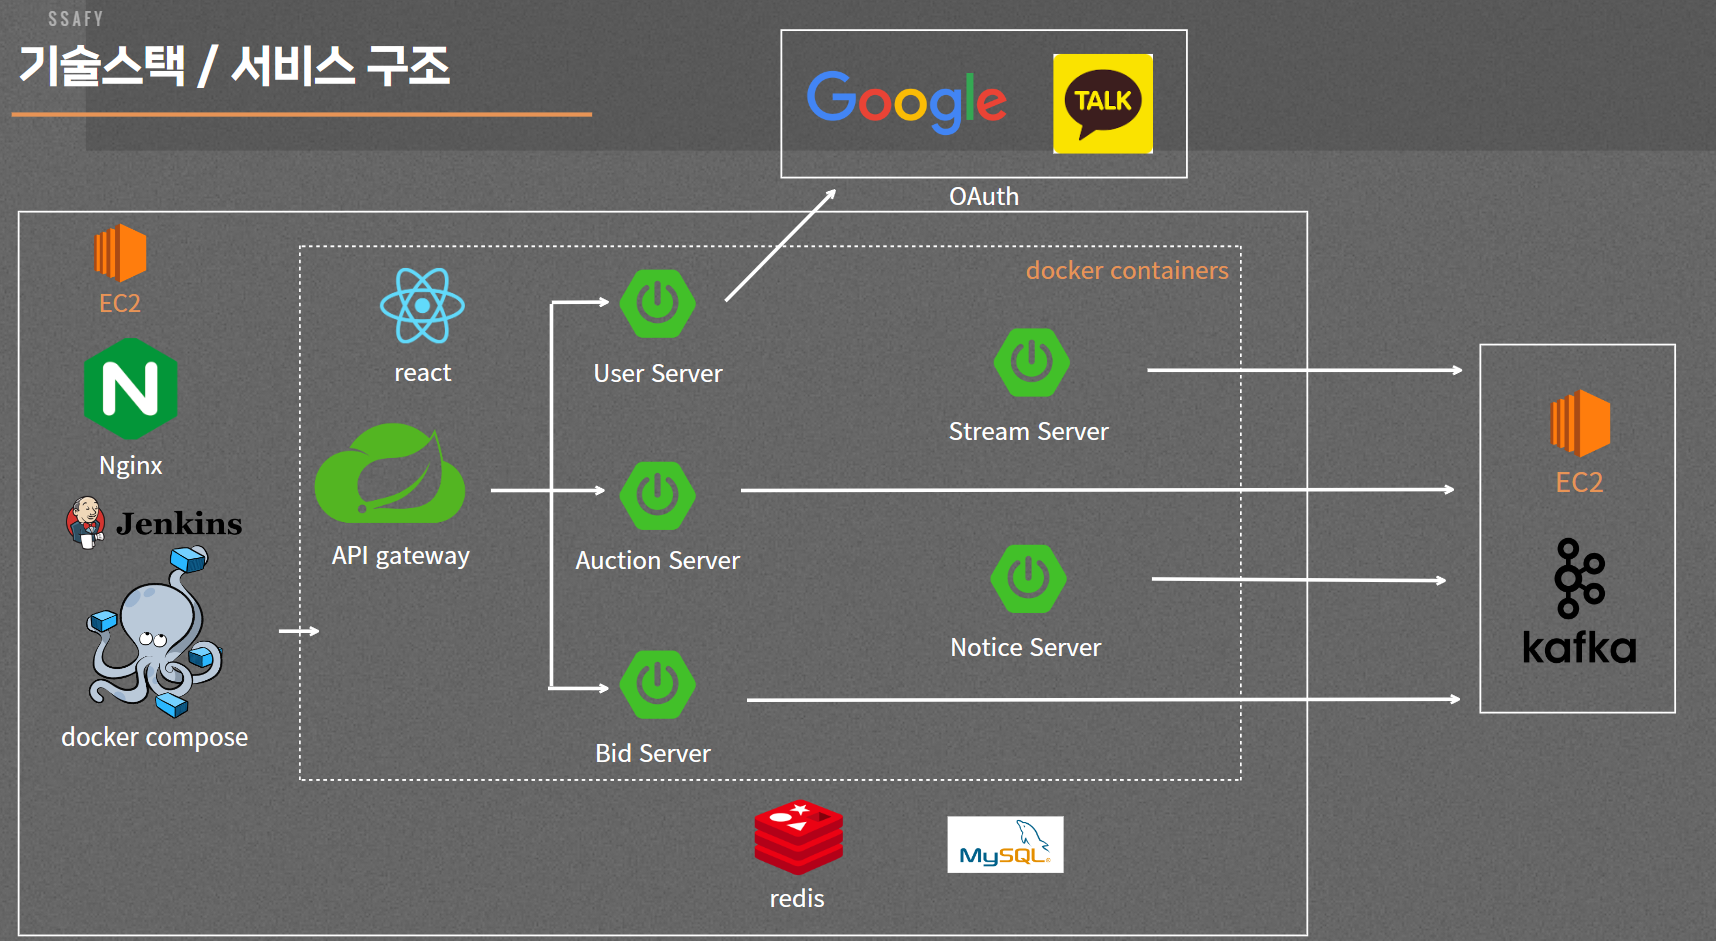 SSAFY
기술스택 / 서비스 구조
Google
TALK
OAuth
docker containers
EC2
react
User Server
Nginx
Stream Server
EC2
Jenkins
API gateway
Auction Server
Notice Server
kafka
docker compose
Bid Server
MySQL
redis